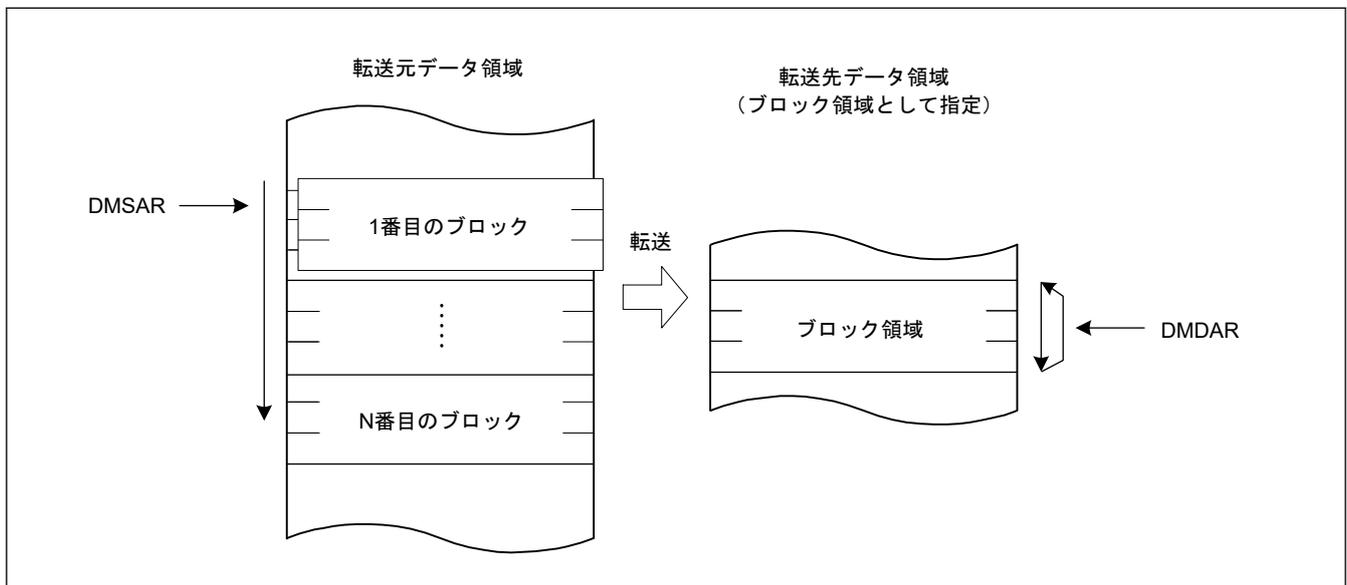 転送元データ領域
転送先データ領域
（ブロック領域として指定）
DMSAR
1番目のブロック
転送
ブロック領域
DMDAR
N番目のブロック